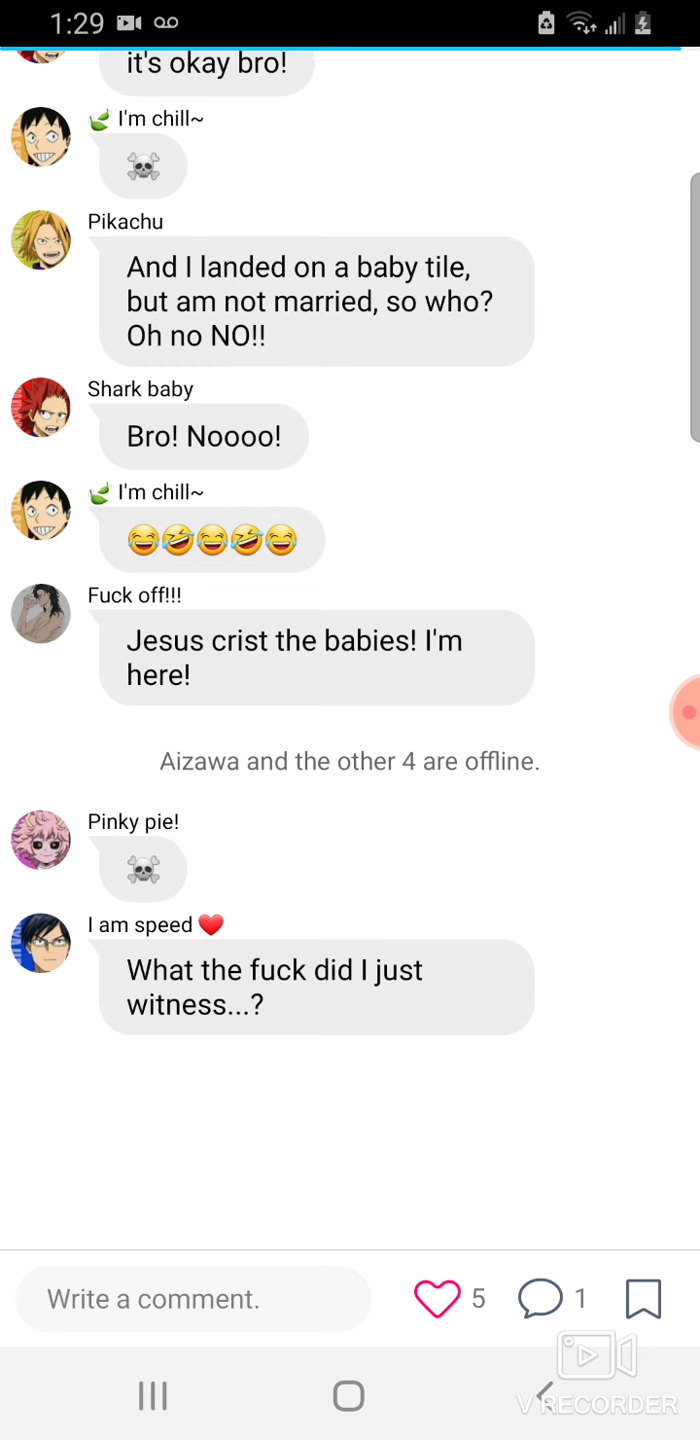 1:29
it's okay bro!
🍃 I'm chill~
☠️
Pikachu
And I landed on a baby tile,
but am not married, so who?
Oh no NO!!
Shark baby
Bro! Noooo!
🍃 I'm chill~
😂🤣😂🤣😂
Fuck off!!!
Jesus crist the babies! I'm
here!
Aizawa and the other 4 are offline.
Pinky pie!
☠️
I am speed ❤️
What the fuck did I just
witness...?
Write a comment.
5
1
V RECORDER